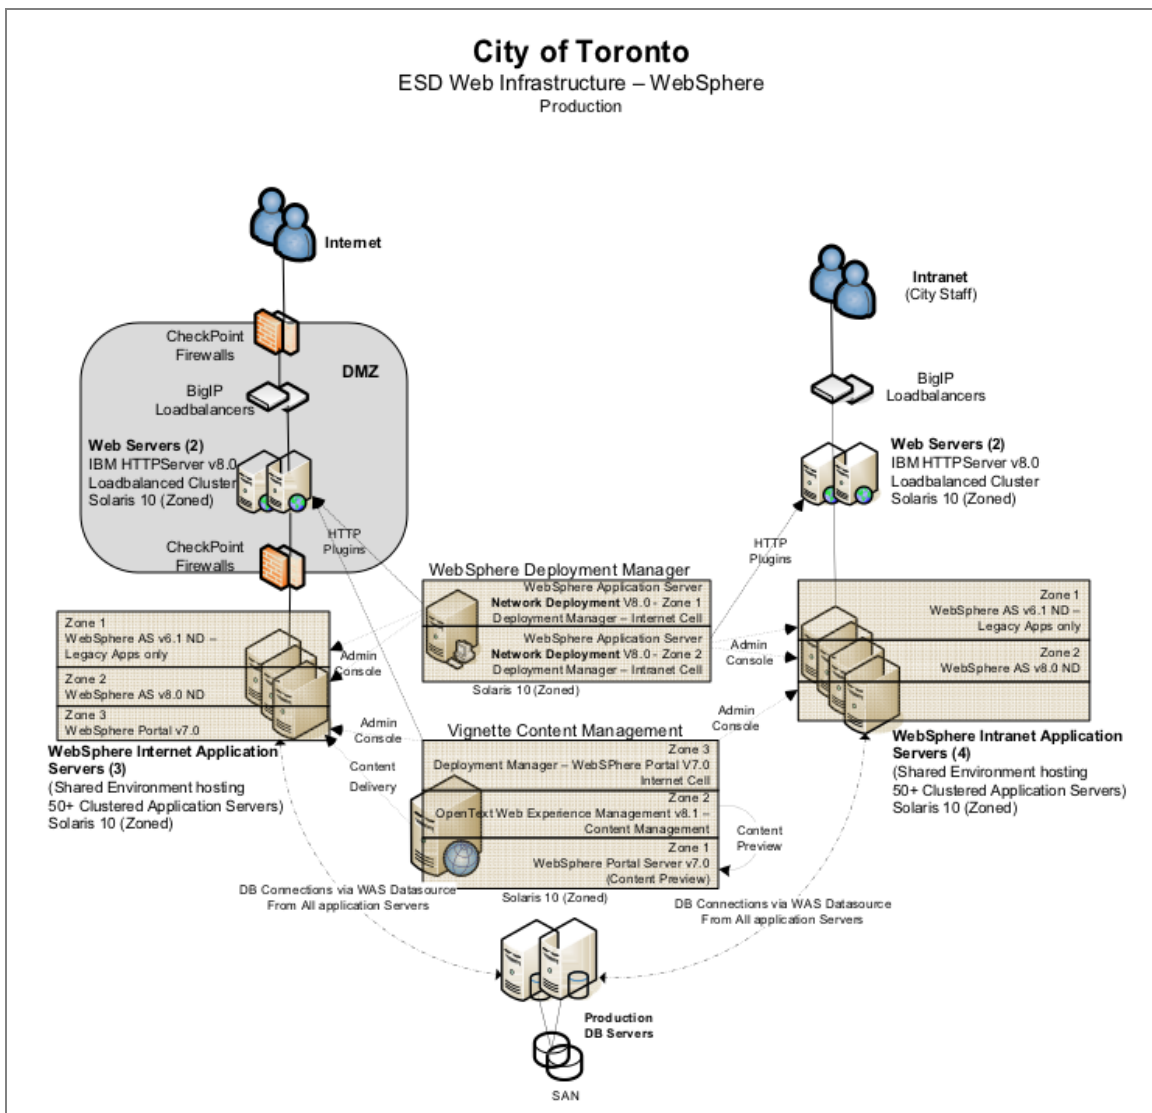 City of Toronto
ESD Web Infrastructure – WebSphere
Production
Internet
Intranet
(City Staff)
CheckPoint
Firewalls
DMZ
BigIP
Loadbalancers
BigIP
Loadbalancers
Web Servers (2)
IBM HTTPServer v8.0
Loadbalanced Cluster
Solaris 10 (Zoned)
Web Servers (2)
IBM HTTPServer v8.0
Loadbalanced Cluster
Solaris 10 (Zoned)
HTTP
Plugins
HTTP
Plugins
CheckPoint
Firewalls
WebSphere Deployment Manager
WebSphere Application Server
Network Deployment V8.0 - Zone 1
Deployment Manager – Internet Cell
WebSphere Application Server
Network Deployment V8.0 - Zone 2
Deployment Manager – Intranet Cell
Solaris 10 (Zoned)
Zone 1
WebSphere AS v6.1 ND –
Legacy Apps only
Zone 2
WebSphere AS v8.0 ND
Zone 3
WebSphere Portal v7.0
Admin
Console
Admin
Console
Zone 1
WebSphere AS v6.1 ND –
Legacy Apps only
Zone 2
WebSphere AS v8.0 ND
Admin
Console
Admin
Console
WebSphere Internet Application
Servers (3)
(Shared Environment hosting
50+ Clustered Application Servers)
Solaris 10 (Zoned)
Content
Delivery
Vignette Content Management
Zone 3
Deployment Manager – WebSPhere Portal V7.0
Internet Cell
Zone 2
OpenText Web Experience Management v8.1 –
Content Management
Zone 1
WebSphere Portal Server v7.0
(Content Preview)
Solaris 10 (Zoned)
Content
Preview
WebSphere Intranet Application
Servers (4)
(Shared Environment hosting
50+ Clustered Application Servers)
Solaris 10 (Zoned)
DB Connections via WAS Datasource
From All application Servers
DB Connections via WAS Datasource
From All application Servers
Production
DB Servers
SAN